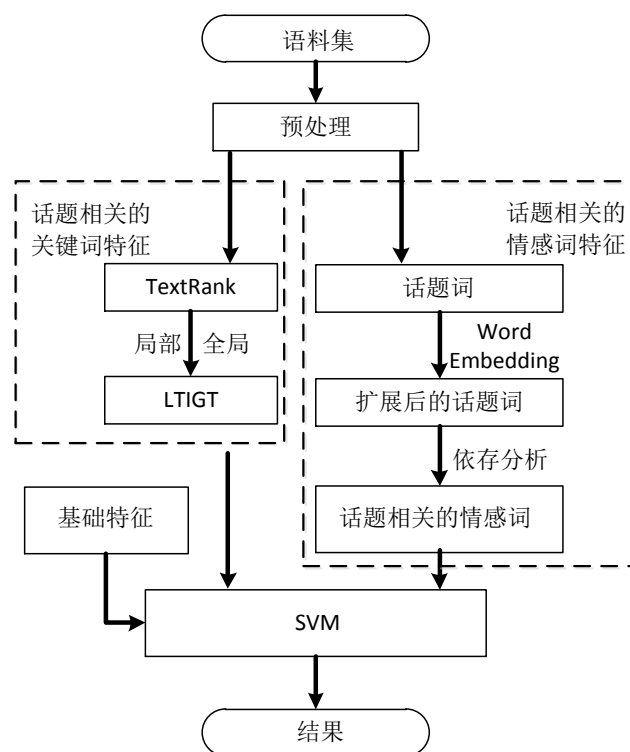 语料集
预处理
话题相关的
关键词特征
TextRank
局部 全局
LTIGT
话题相关的
情感词特征
话题词
Word
Embedding
扩展后的话题词
依存分析
话题相关的情感词
基础特征
SVM
结果